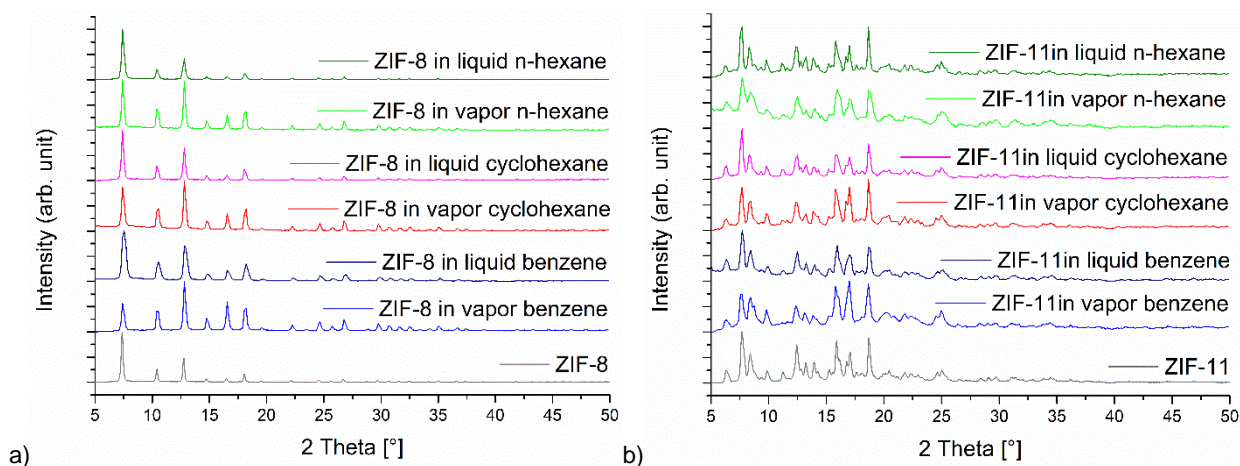 ZIF-8 in liquid n-hexane
ZIF-8 in vapor n-hexane
ZIF-8 in liquid cyclohexane
ZIF-8 in vapor cyclohexane
ZIF-8 in liquid benzene
ZIF-8 in vapor benzene
ZIF-8
Intensity (arb. unit)
5 10 15 20 25 30 35 40 45 50
2 Theta [°]
a)
ZIF-11in liquid n-hexane
ZIF-11in vapor n-hexane
ZIF-11in liquid cyclohexane
ZIF-11in vapor cyclohexane
ZIF-11in liquid benzene
ZIF-11in vapor benzene
ZIF-11
Intensity (arb. unit)
5 10 15 20 25 30 35 40 45 50
2 Theta [°]
b)